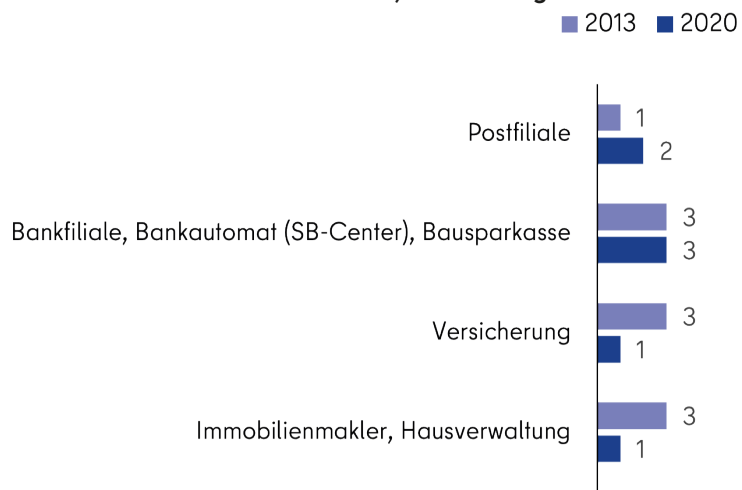 2013 2020
Postfiliale
1
2
Bankfiliale, Bankautomat (SB-Center), Bausparkasse
3
3
Versicherung
3
1
Immobilienmakler, Hausverwaltung
3
1